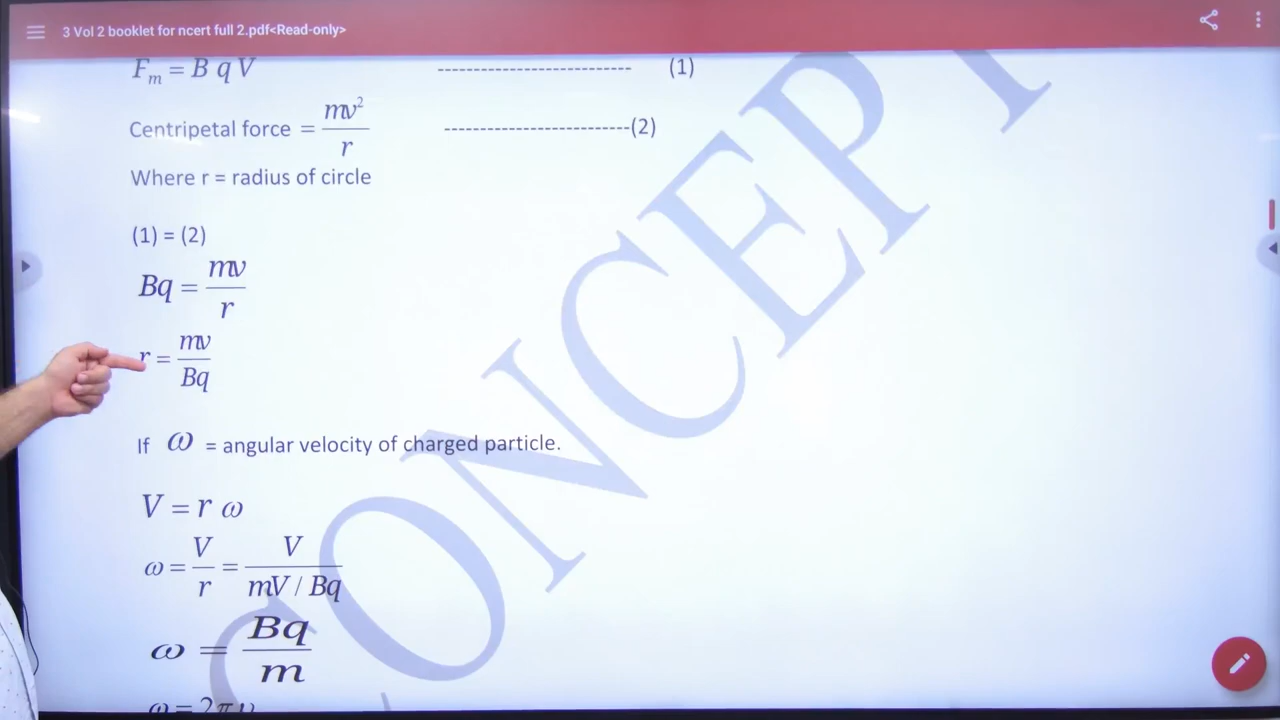 3 Vol 2 booklet for ncert full 2.pdf<Read-only>
F_m = B q V -------------------------- (1)
Centripetal force = mv²/r --------------------------(2)
Where r = radius of circle
(1) = (2)
Bq = mv/r
r = mv/Bq
If ω = angular velocity of charged particle.
V = r ω
ω = V/r = V/(mV / Bq)
ω = Bq/m
ω = 2πυ
CONCEPT